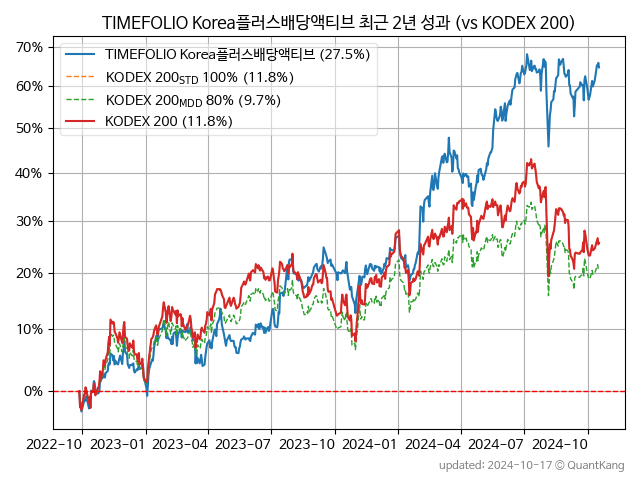 TIMEFOLIO Korea플러스배당액티브 최근 2년 성과 (vs KODEX 200)
TIMEFOLIO Korea플러스배당액티브 (27.5%)
KODEX 200STD 100% (11.8%)
KODEX 200MDD 80% (9.7%)
KODEX 200 (11.8%)
70%
60%
50%
40%
30%
20%
10%
0%
2022-10 2023-01 2023-04 2023-07 2023-10 2024-01 2024-04 2024-07 2024-10
updated: 2024-10-17 © QuantKang